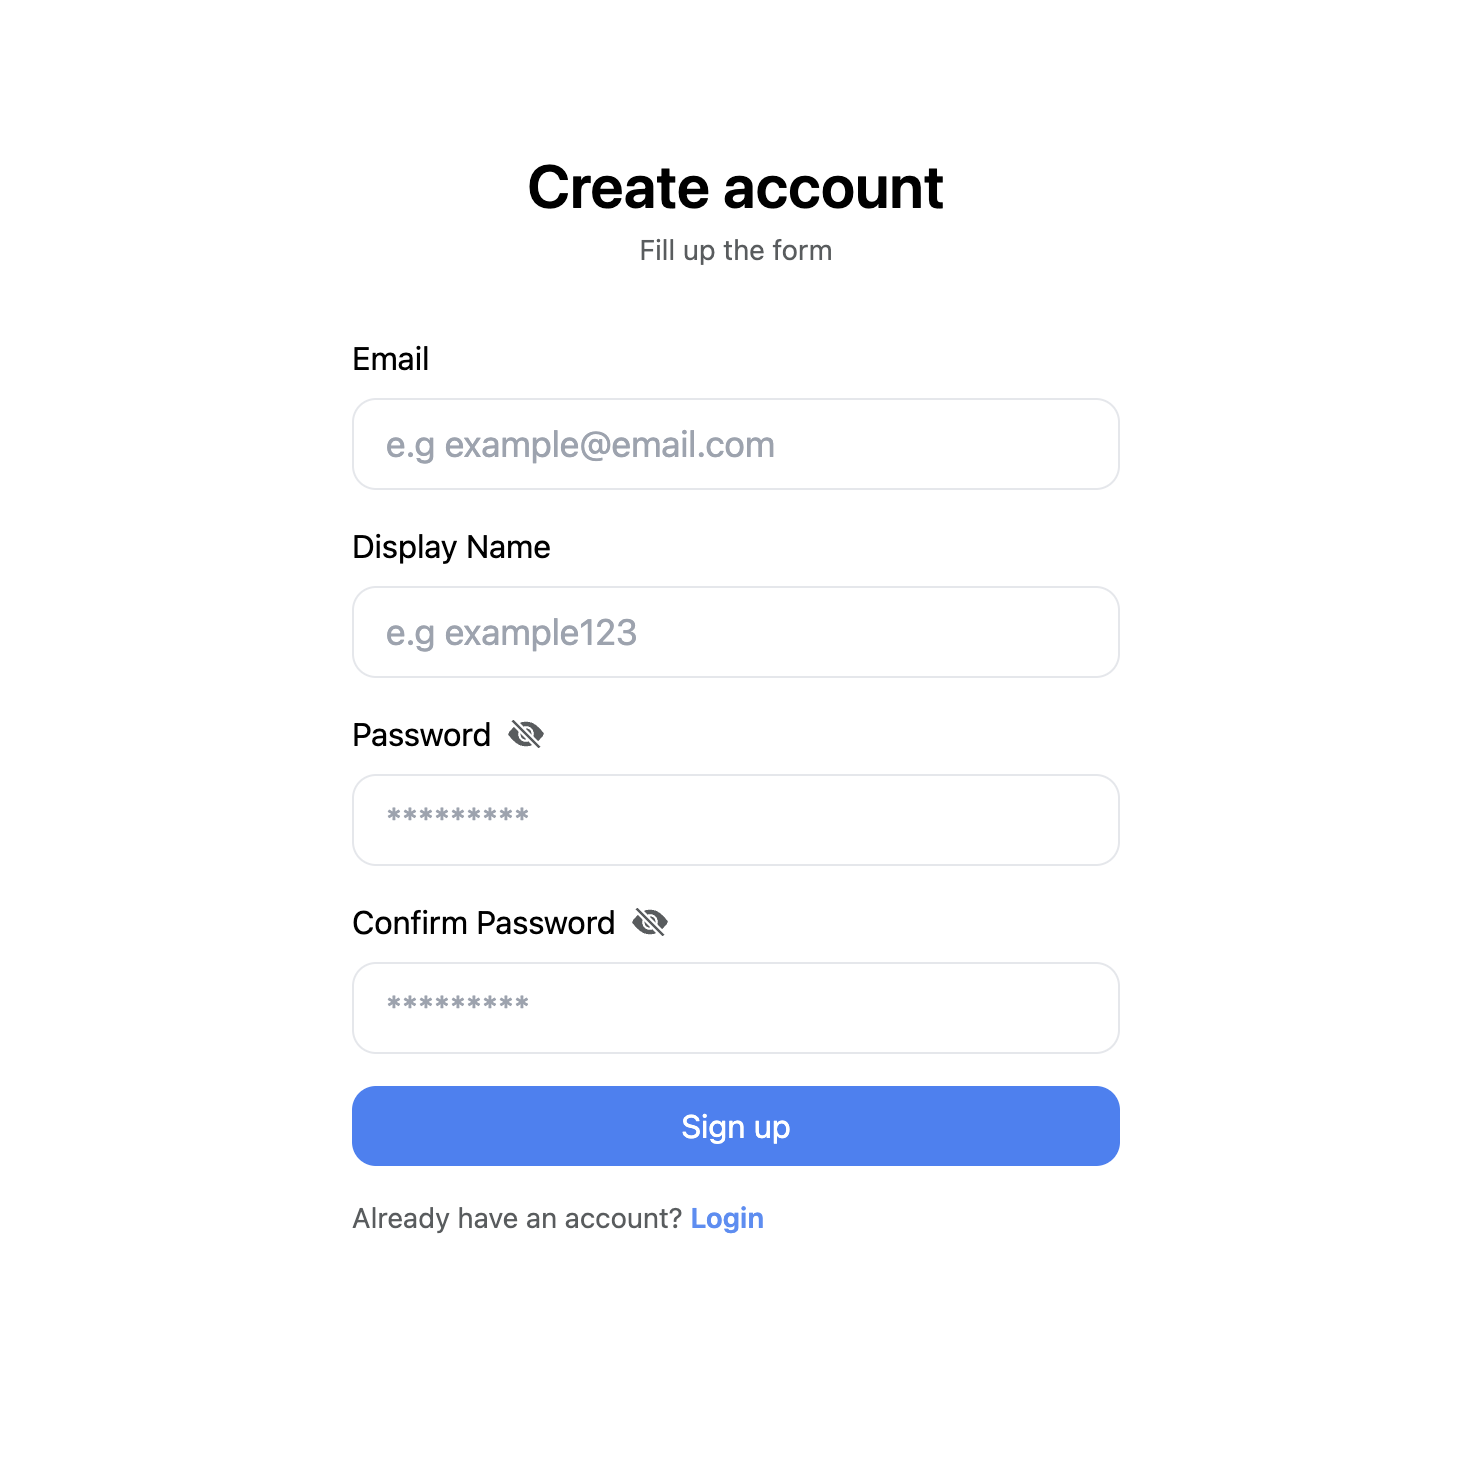 Create account
Fill up the form
Email
e.g example@email.com
Display Name
e.g example123
Password
*********
Confirm Password
*********
Sign up
Already have an account? Login